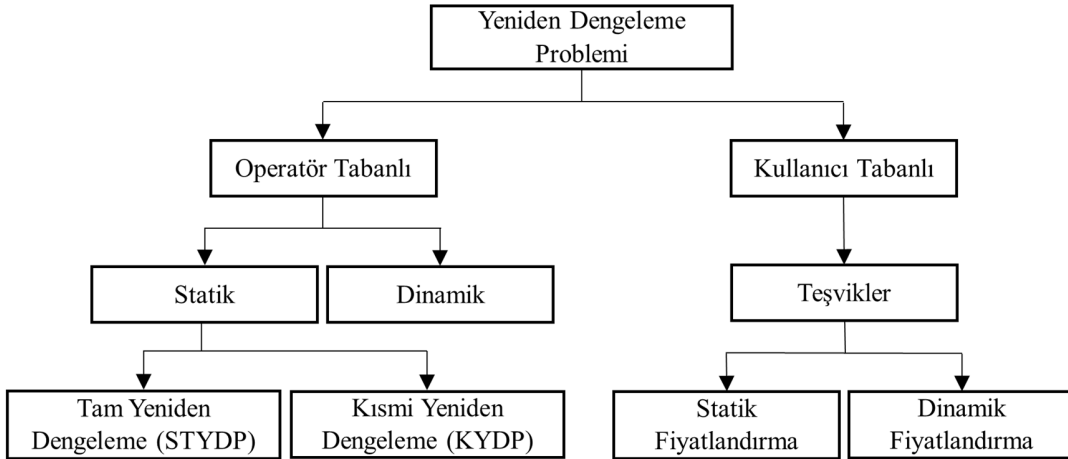 Yeniden Dengeleme
Problemi
Operatör Tabanlı
Kullanıcı Tabanlı
Statik
Dinamik
Teşvikler
Tam Yeniden
Dengeleme (STYDP)
Kısmi Yeniden
Dengeleme (KYDP)
Statik
Fiyatlandırma
Dinamik
Fiyatlandırma